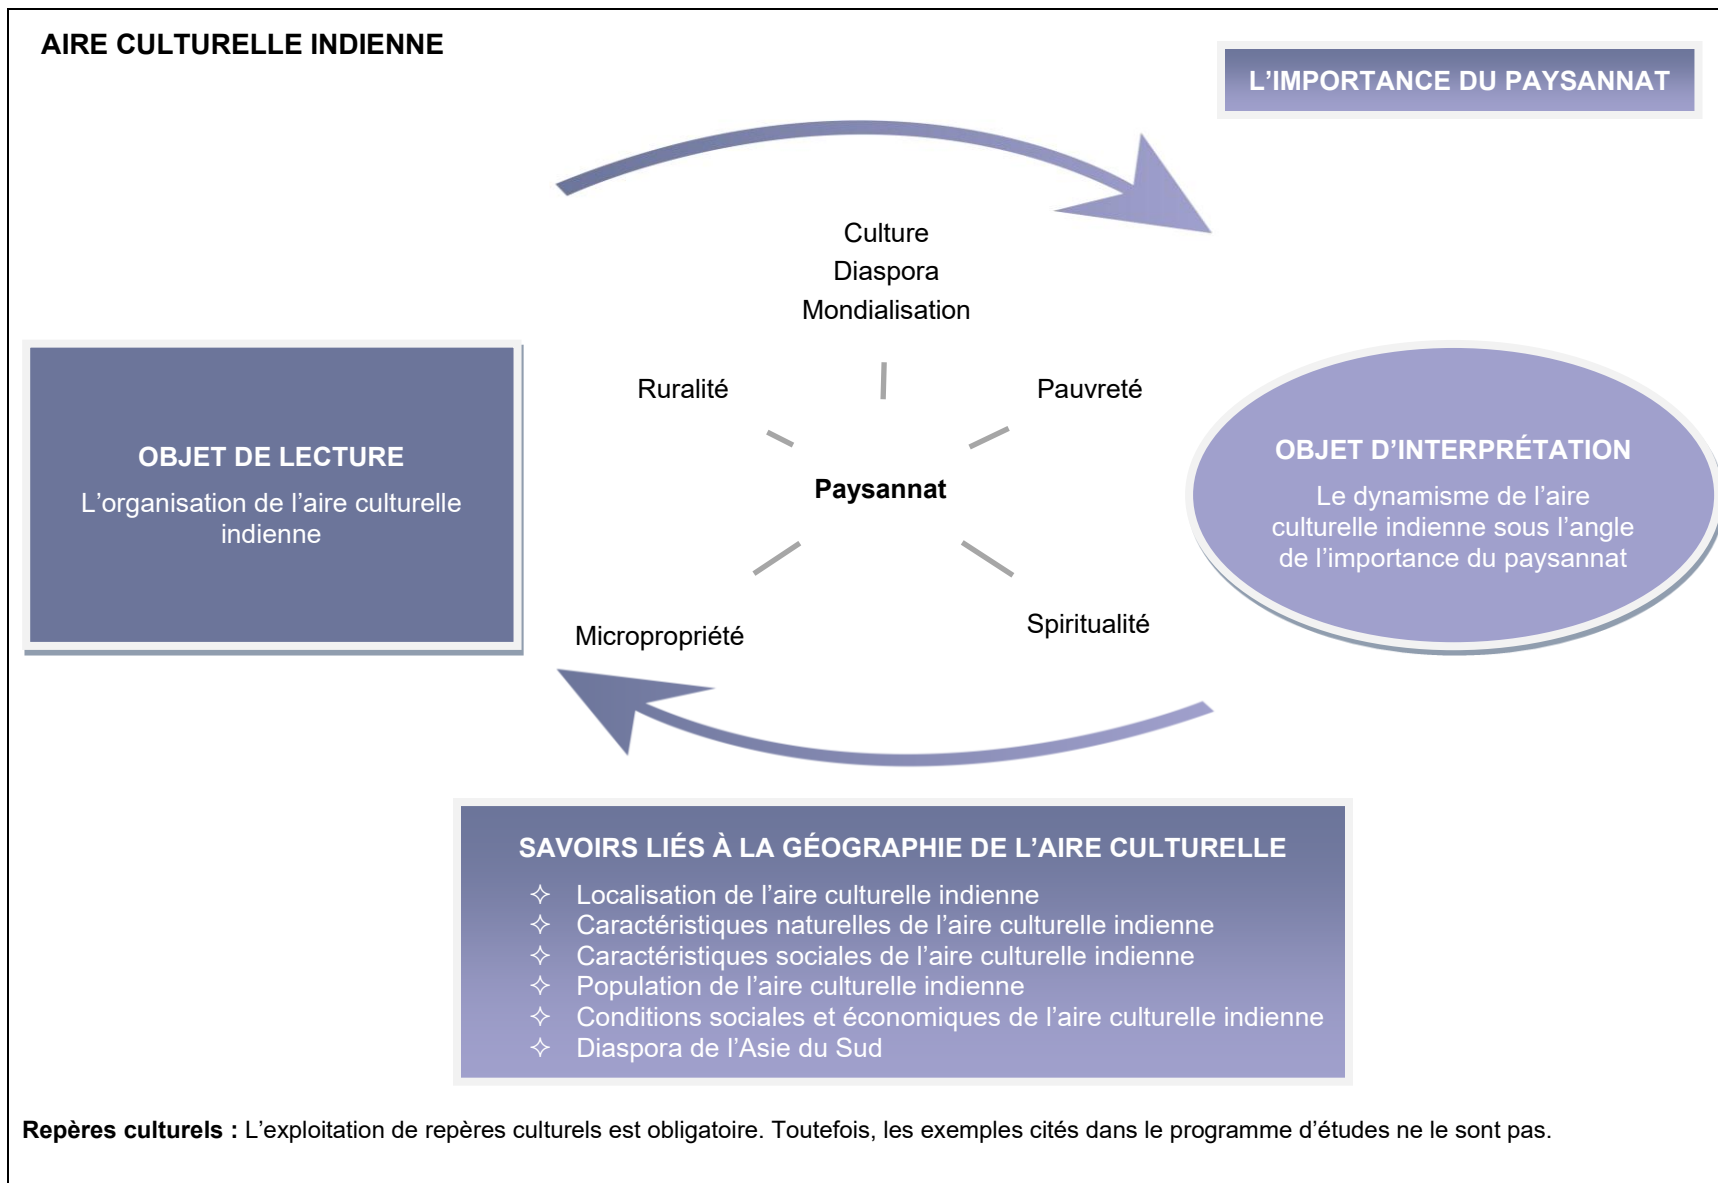 AIRE CULTURELLE INDIENNE
L’IMPORTANCE DU PAYSANNAT
Culture
Diaspora
Mondialisation
Ruralité
Pauvreté
OBJET DE LECTURE
L’organisation de l’aire culturelle
indienne
Paysannat
OBJET D’INTERPRÉTATION
Le dynamisme de l’aire
culturelle indienne sous l’angle
de l’importance du paysannat
Micropropriété
Spiritualité
SAVOIRS LIÉS À LA GÉOGRAPHIE DE L’AIRE CULTURELLE
✧ Localisation de l’aire culturelle indienne
✧ Caractéristiques naturelles de l’aire culturelle indienne
✧ Caractéristiques sociales de l’aire culturelle indienne
✧ Population de l’aire culturelle indienne
✧ Conditions sociales et économiques de l’aire culturelle indienne
✧ Diaspora de l’Asie du Sud
Repères culturels : L’exploitation de repères culturels est obligatoire. Toutefois, les exemples cités dans le programme d’études ne le sont pas.